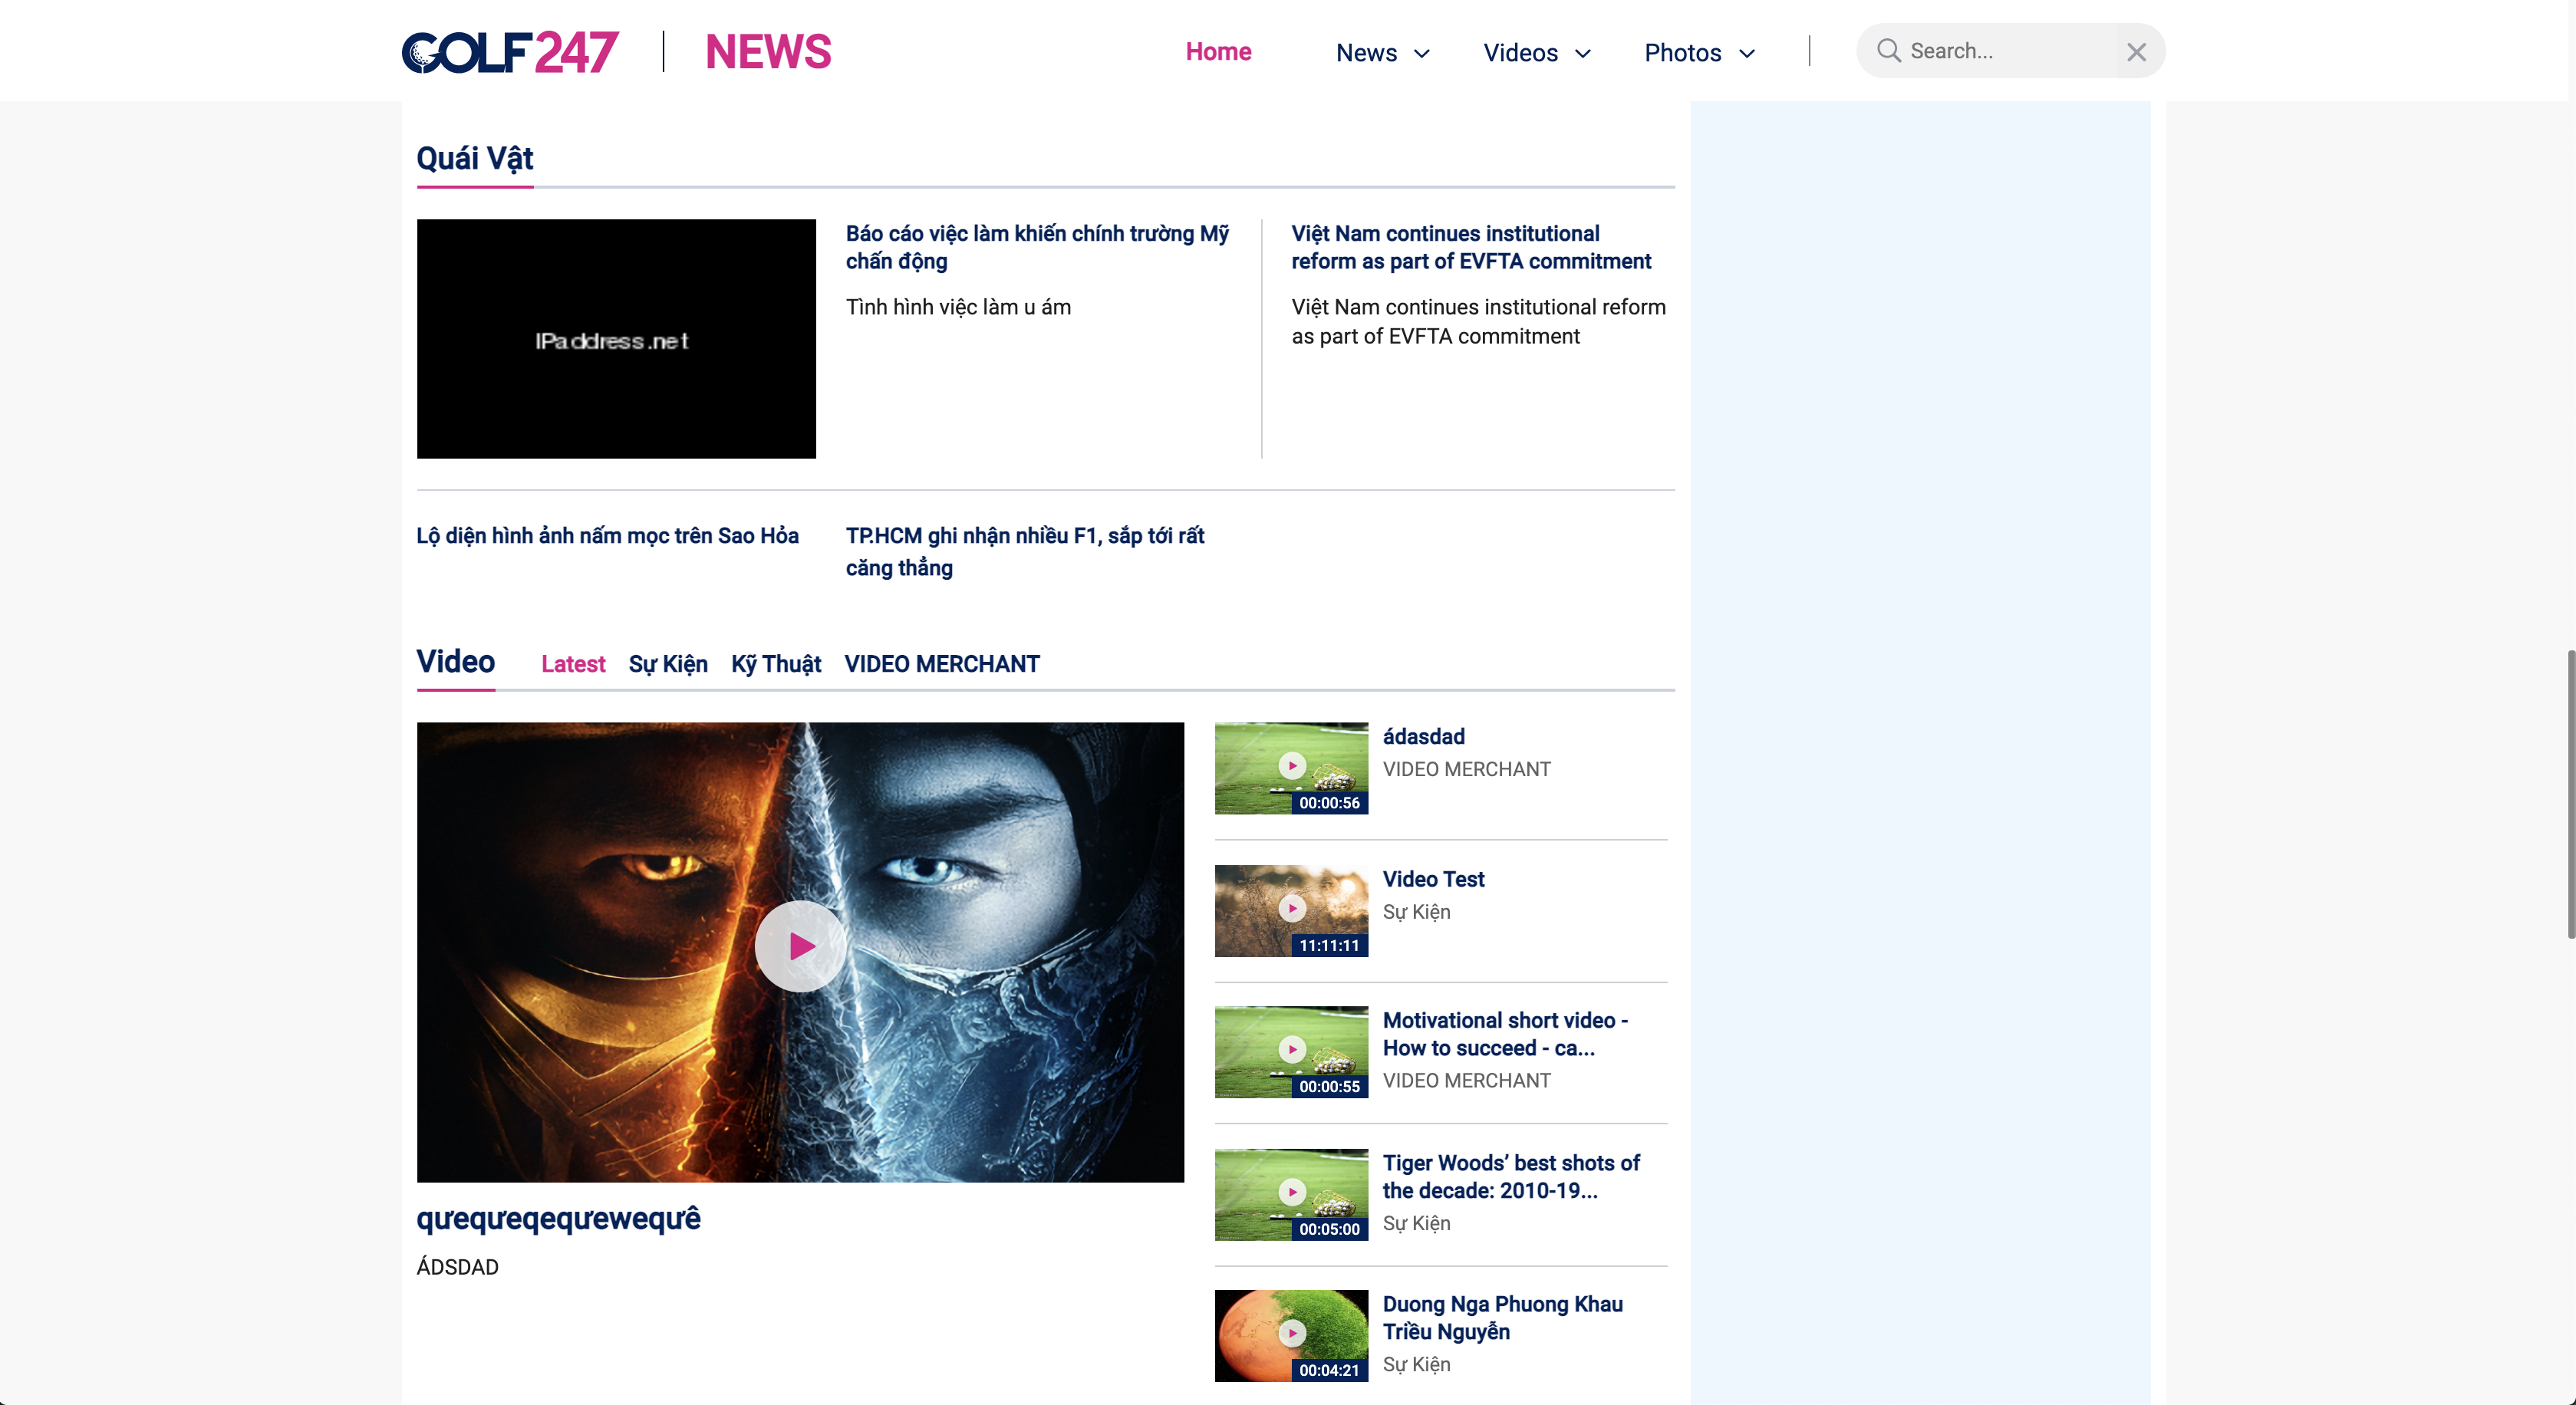 GOLF 247 NEWS Home News Videos Photos Search...
Quái Vật
IPaddress.net
Báo cáo việc làm khiến chính trường Mỹ
chấn động
Tình hình việc làm u ám
Việt Nam continues institutional
reform as part of EVFTA commitment
Việt Nam continues institutional reform
as part of EVFTA commitment
Lộ diện hình ảnh nấm mọc trên Sao Hỏa
TP.HCM ghi nhận nhiều F1, sắp tới rất
căng thẳng
Video Latest Sự Kiện Kỹ Thuật VIDEO MERCHANT
qưequeqequewequê
ÁDSDAD
ádasdad
VIDEO MERCHANT
00:00:56
Video Test
Sự Kiện
11:11:11
Motivational short video -
How to succeed - ca...
VIDEO MERCHANT
00:00:55
Tiger Woods’ best shots of
the decade: 2010-19...
Sự Kiện
00:05:00
Duong Nga Phuong Khau
Triều Nguyễn
Sự Kiện
00:04:21